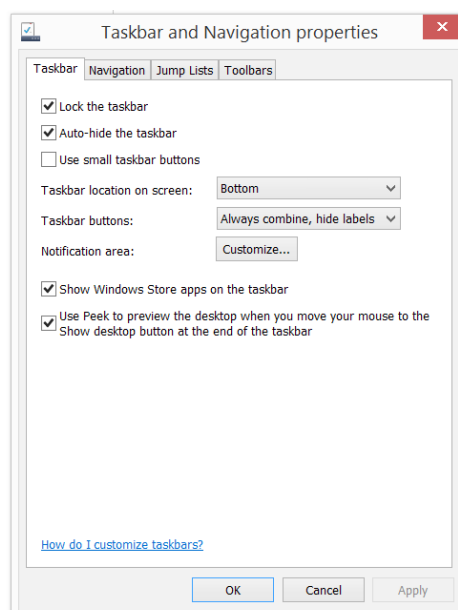 Taskbar and Navigation properties
Taskbar Navigation Jump Lists Toolbars
Lock the taskbar
Auto-hide the taskbar
Use small taskbar buttons
Taskbar location on screen: Bottom
Taskbar buttons: Always combine, hide labels
Notification area: Customize...
Show Windows Store apps on the taskbar
Use Peek to preview the desktop when you move your mouse to the
Show desktop button at the end of the taskbar
How do I customize taskbars?
OK Cancel Apply